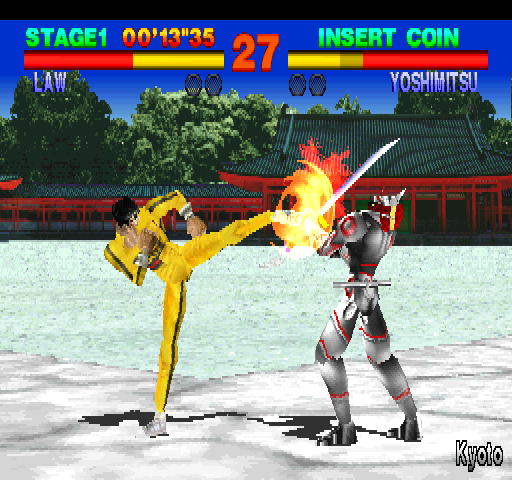 STAGE1 00'13"35 27 INSERT COIN
LAW YOSHIMITSU
Kyoto